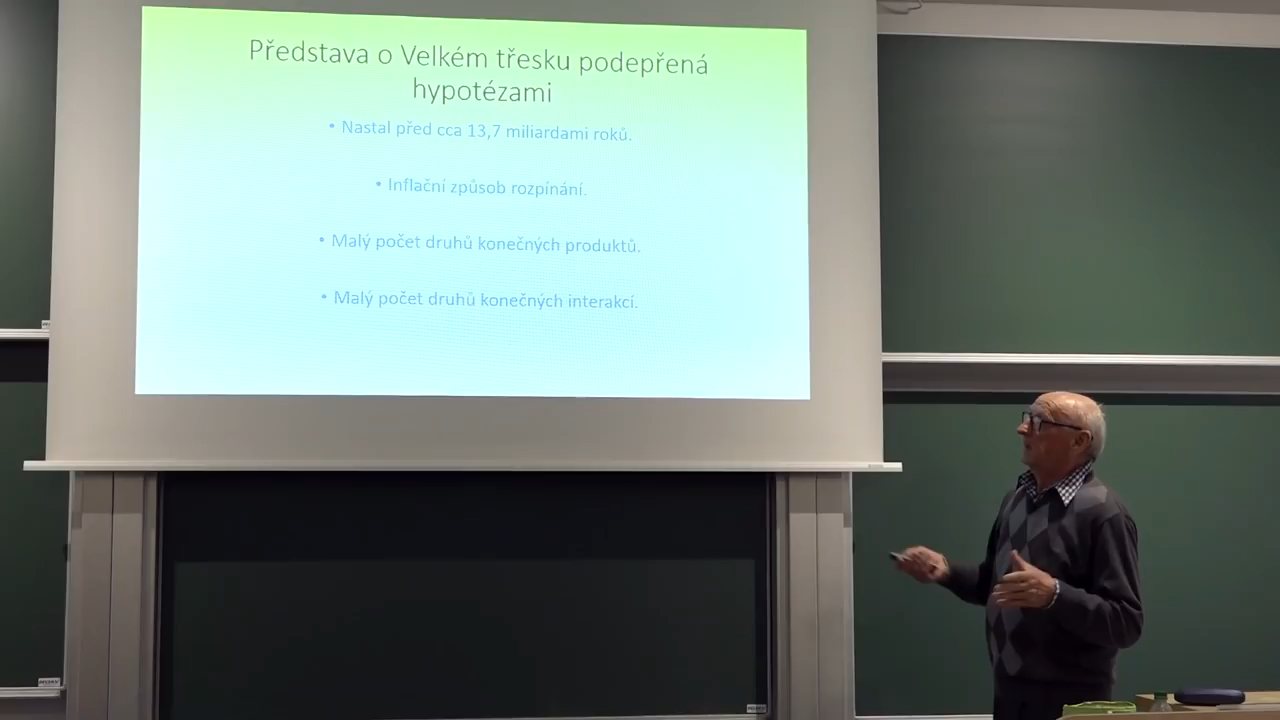 Představa o Velkém třesku podepřená
hypotézami
• Nastal před cca 13,7 miliardami roků.
• Inflační způsob rozpínání.
• Malý počet druhů konečných produktů.
• Malý počet druhů konečných interakcí.